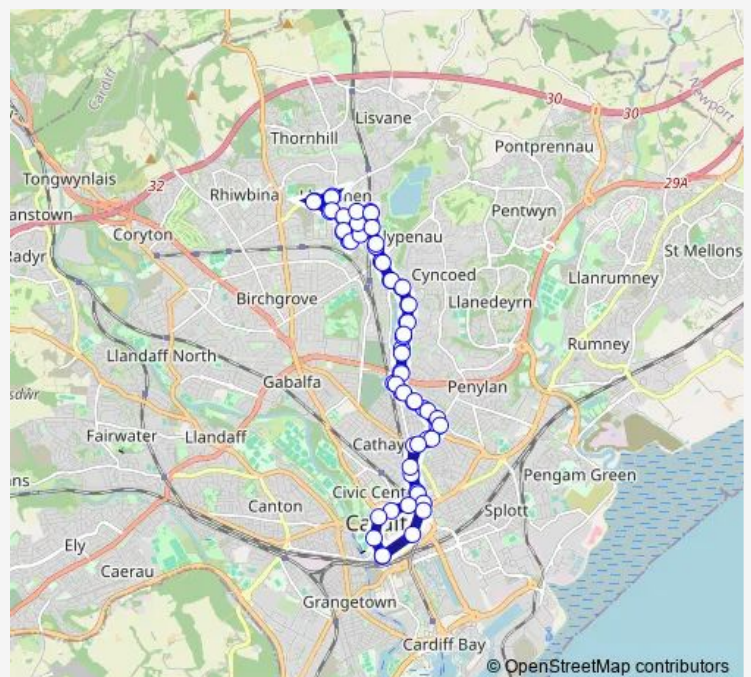 Cardiff
Newport
30
30
Lisvane
Thornhill
Pontprennau
Tongwynlais
32
29A
Rhiwbina
anstown
Pentwyn
Coryton
ypenau
St Mellons
adyr
Cyncoed
Llanrumney
Birchgrove
Llanedeyrn
Rumney
Llandaff North
Gabalfa
Penylan
Fairwater
Llandaff
Cathay
Pengam Green
Civic Cent
Canton
Splott
Ely
Caerau
Grangetown
Cardiff Bay
© OpenStreetMap contributors